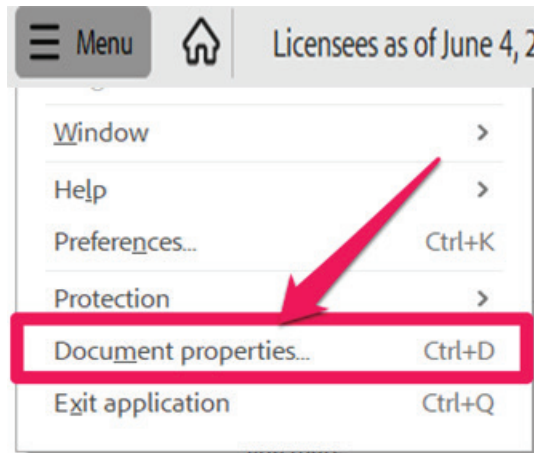 Menu
Licensees as of June 4, 2
Window
Help
Preferences... Ctrl+K
Protection
Document properties... Ctrl+D
Exit application Ctrl+Q